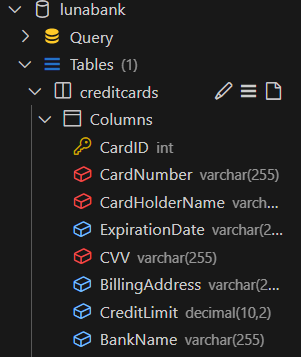 lunabank
Query
Tables (1)
creditcards
Columns
CardID int
CardNumber varchar(255)
CardHolderName varch...
ExpirationDate varchar(2...
CVV varchar(255)
BillingAddress varchar(2...
CreditLimit decimal(10,2)
BankName varchar(255)